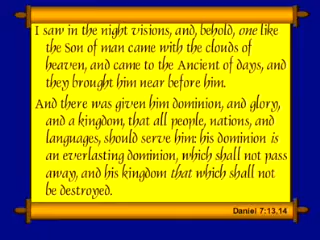 I saw in the night visions, and, behold, one like
the Son of man came with the clouds of
heaven, and came to the Ancient of days, and
they brought him near before him.
And there was given him dominion, and glory,
and a kingdom, that all people, nations, and
languages, should serve him: his dominion is
an everlasting dominion, which shall not pass
away, and his kingdom that which shall not
be destroyed.
Daniel 7:13,14